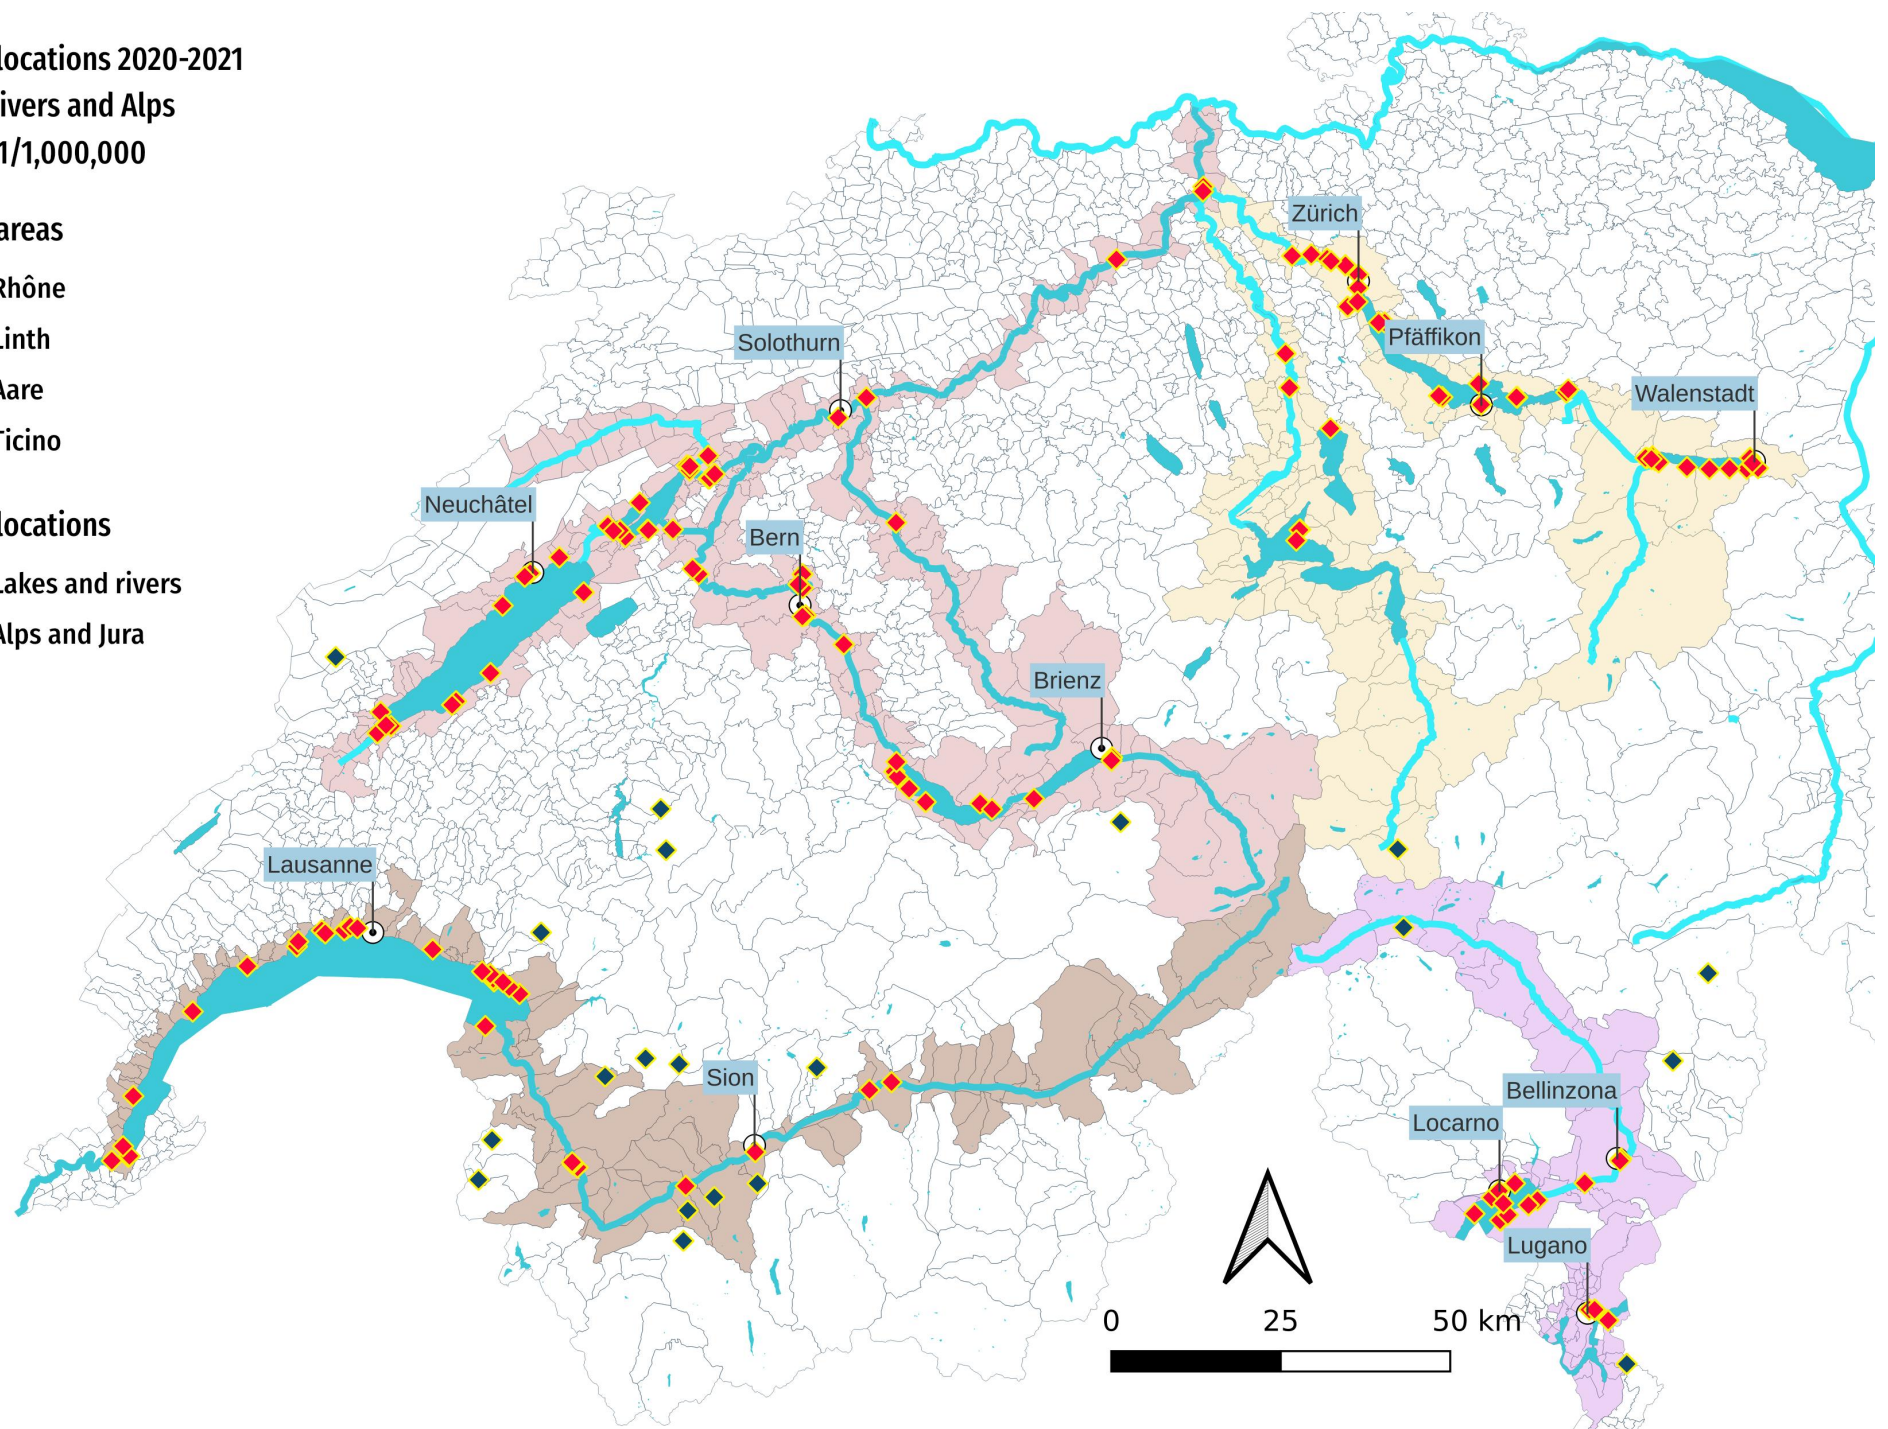 locations 2020-2021
ivers and Alps
1/1,000,000
areas
Rhône
Linth
Aare
Ticino
locations
Lakes and rivers
Alps and Jura
Zürich
Solothurn
Pfäffikon
Walenstadt
Neuchâtel
Bern
Brienz
Lausanne
Sion
Bellinzona
Locarno
Lugano
0 25 50 km